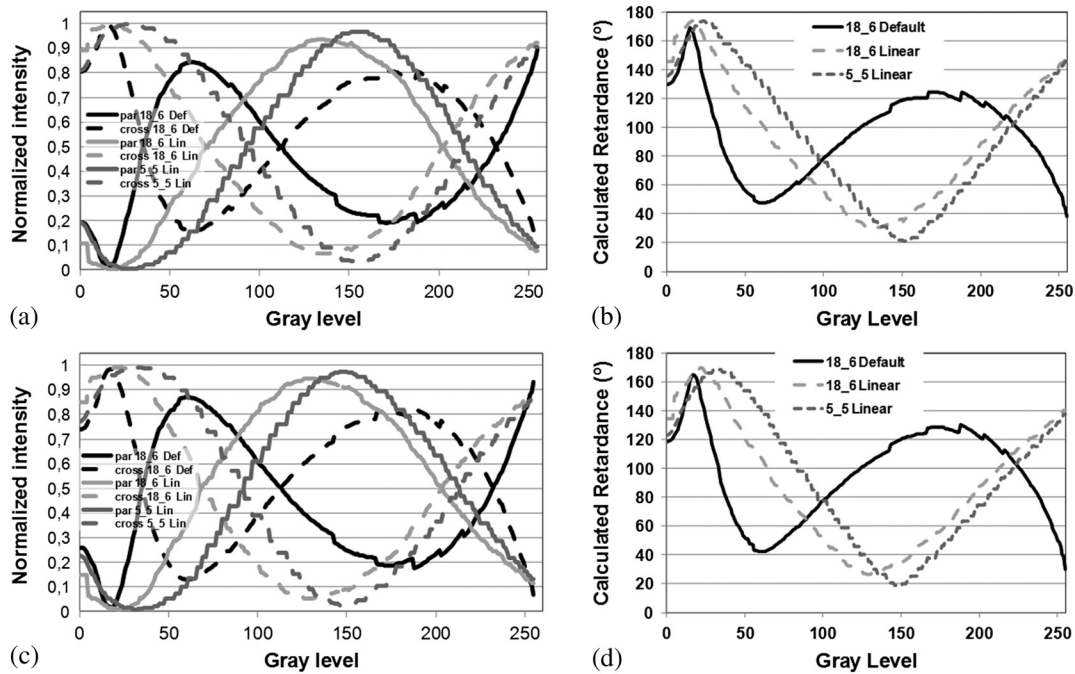 Normalized intensity
1
0,9
0,8
0,7
0,6
0,5
0,4
0,3
0,2
0,1
0
par 18_6 Def
cross 18_6 Def
par 18_6 Lin
cross 18_6 Lin
par 5_5 Lin
cross 5_5 Lin
0 50 100 150 200 250
Gray level
(a)
Calculated Retardance (º)
180
160
140
120
100
80
60
40
20
0
18_6 Default
18_6 Linear
5_5 Linear
0 50 100 150 200 250
Gray Level
(b)
Normalized intensity
1
0,9
0,8
0,7
0,6
0,5
0,4
0,3
0,2
0,1
0
par 18_6 Def
cross 18_6 Def
par 18_6 Lin
cross 18_6 Lin
par 5_5 Lin
cross 5_5 Lin
0 50 100 150 200 250
Gray level
(c)
Calculated Retardance (º)
180
160
140
120
100
80
60
40
20
0
18_6 Default
18_6 Linear
5_5 Linear
0 50 100 150 200 250
Gray Level
(d)